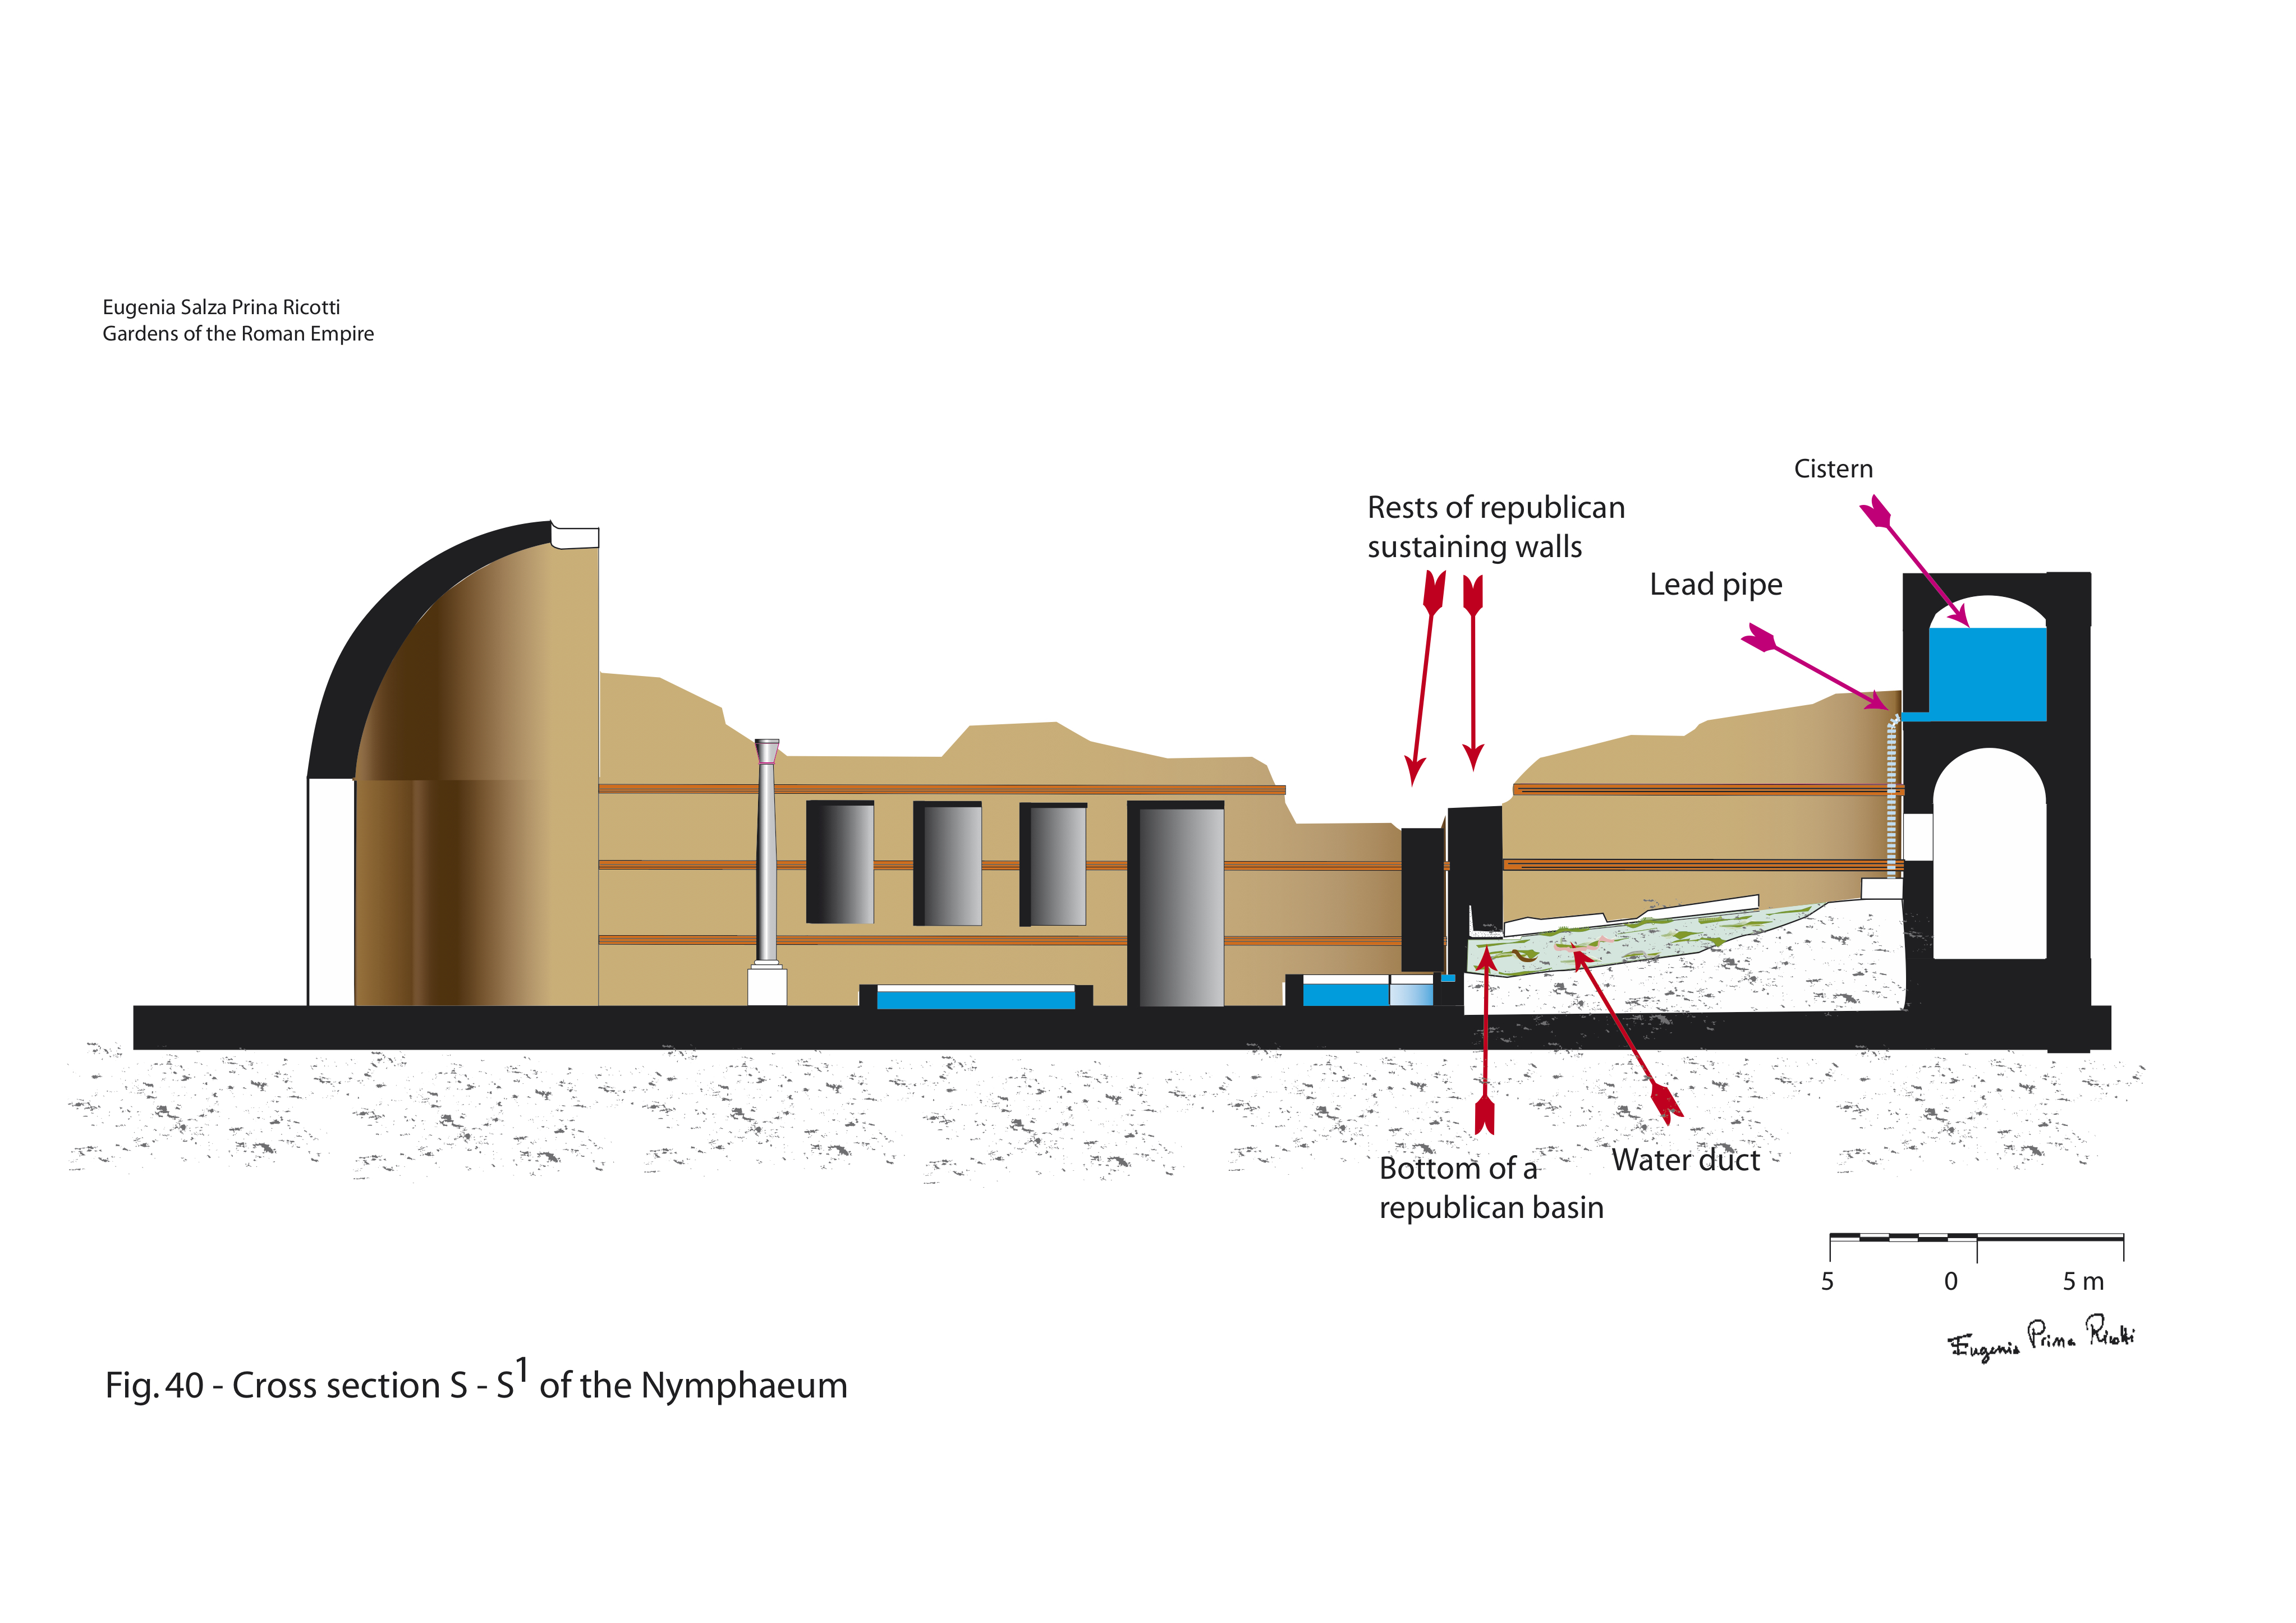 Eugenia Salza Prina Ricotti
Gardens of the Roman Empire
Cistern
Rests of republican
sustaining walls
Lead pipe
Bottom of a
republican basin
Water duct
5 0 5 m
Eugenia Prina Ricotti
Fig. 40 - Cross section S - S¹ of the Nymphaeum